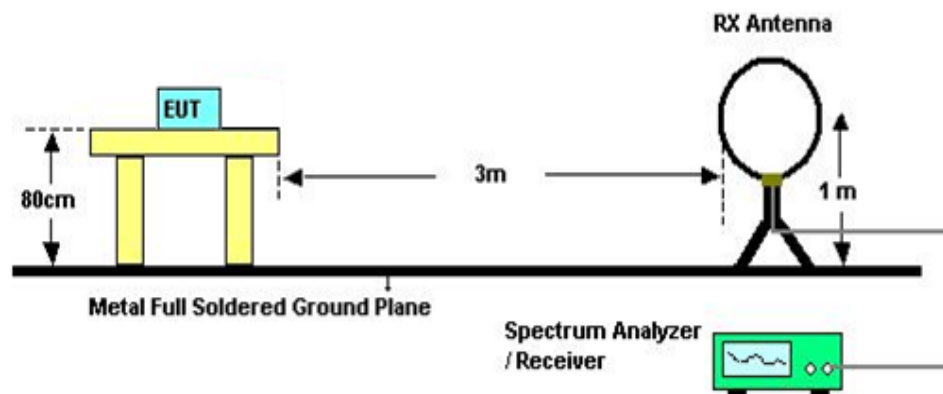 RX Antenna
EUT
80cm
3m
1 m
Metal Full Soldered Ground Plane
Spectrum Analyzer
/ Receiver